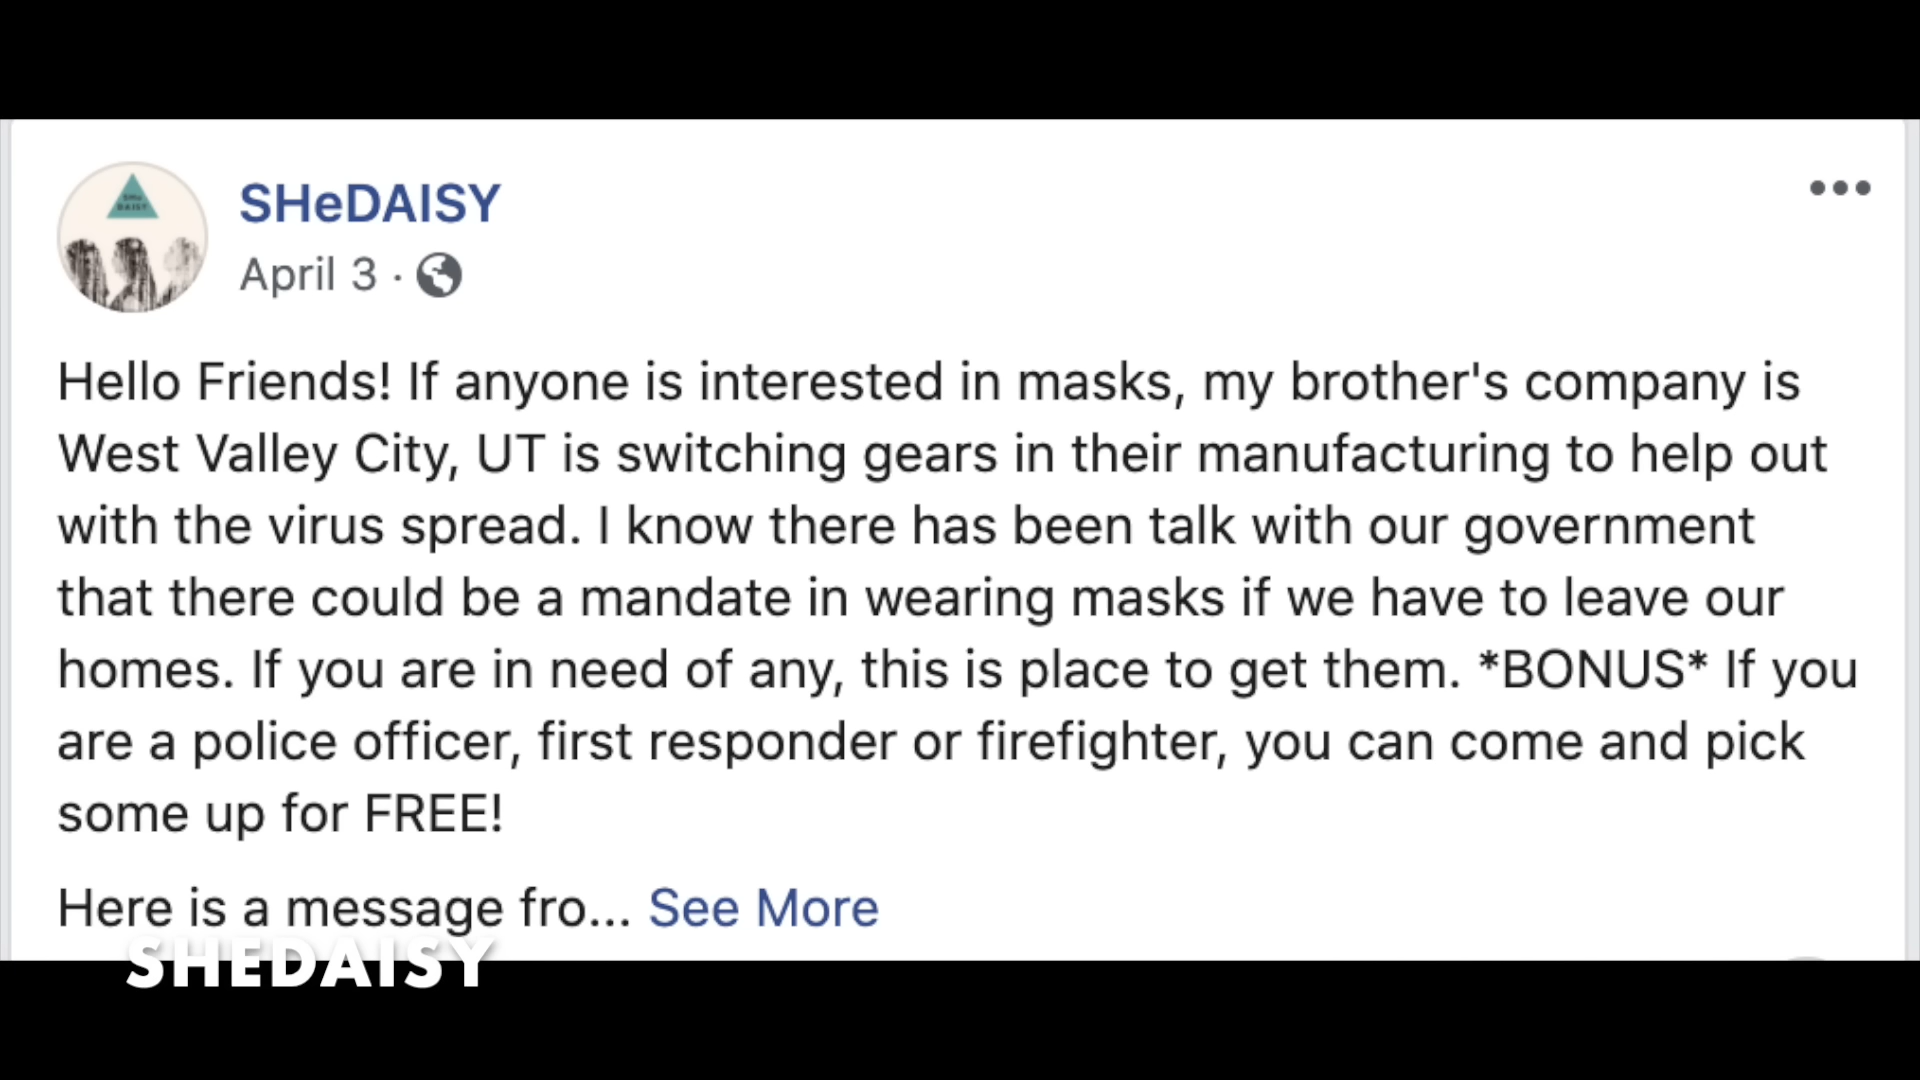 SHe
DAISY
SHeDAISY
April 3 ·
Hello Friends! If anyone is interested in masks, my brother's company is
West Valley City, UT is switching gears in their manufacturing to help out
with the virus spread. I know there has been talk with our government
that there could be a mandate in wearing masks if we have to leave our
homes. If you are in need of any, this is place to get them. *BONUS* If you
are a police officer, first responder or firefighter, you can come and pick
some up for FREE!
Here is a message fro... See More
SHEDAISY